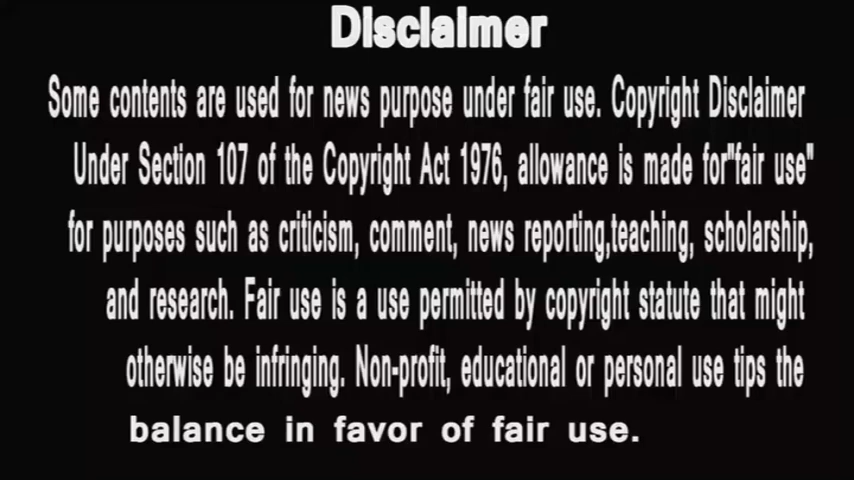 Disclaimer
Some contents are used for news purpose under fair use. Copyright Disclaimer
Under Section 107 of the Copyright Act 1976, allowance is made for"fair use"
for purposes such as criticism, comment, news reporting,teaching, scholarship,
and research. Fair use is a use permitted by copyright statute that might
otherwise be infringing. Non-profit, educational or personal use tips the
balance in favor of fair use.